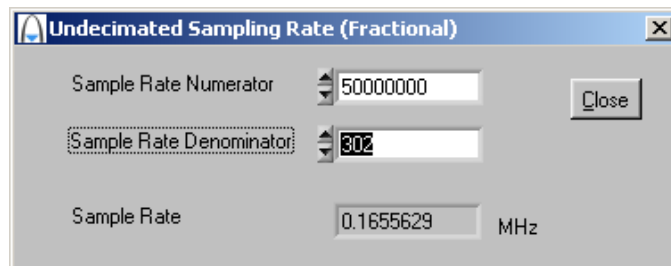 Undecimated Sampling Rate (Fractional)
Sample Rate Numerator 50000000
Close
Sample Rate Denominator 302
Sample Rate 0.1655629 MHz